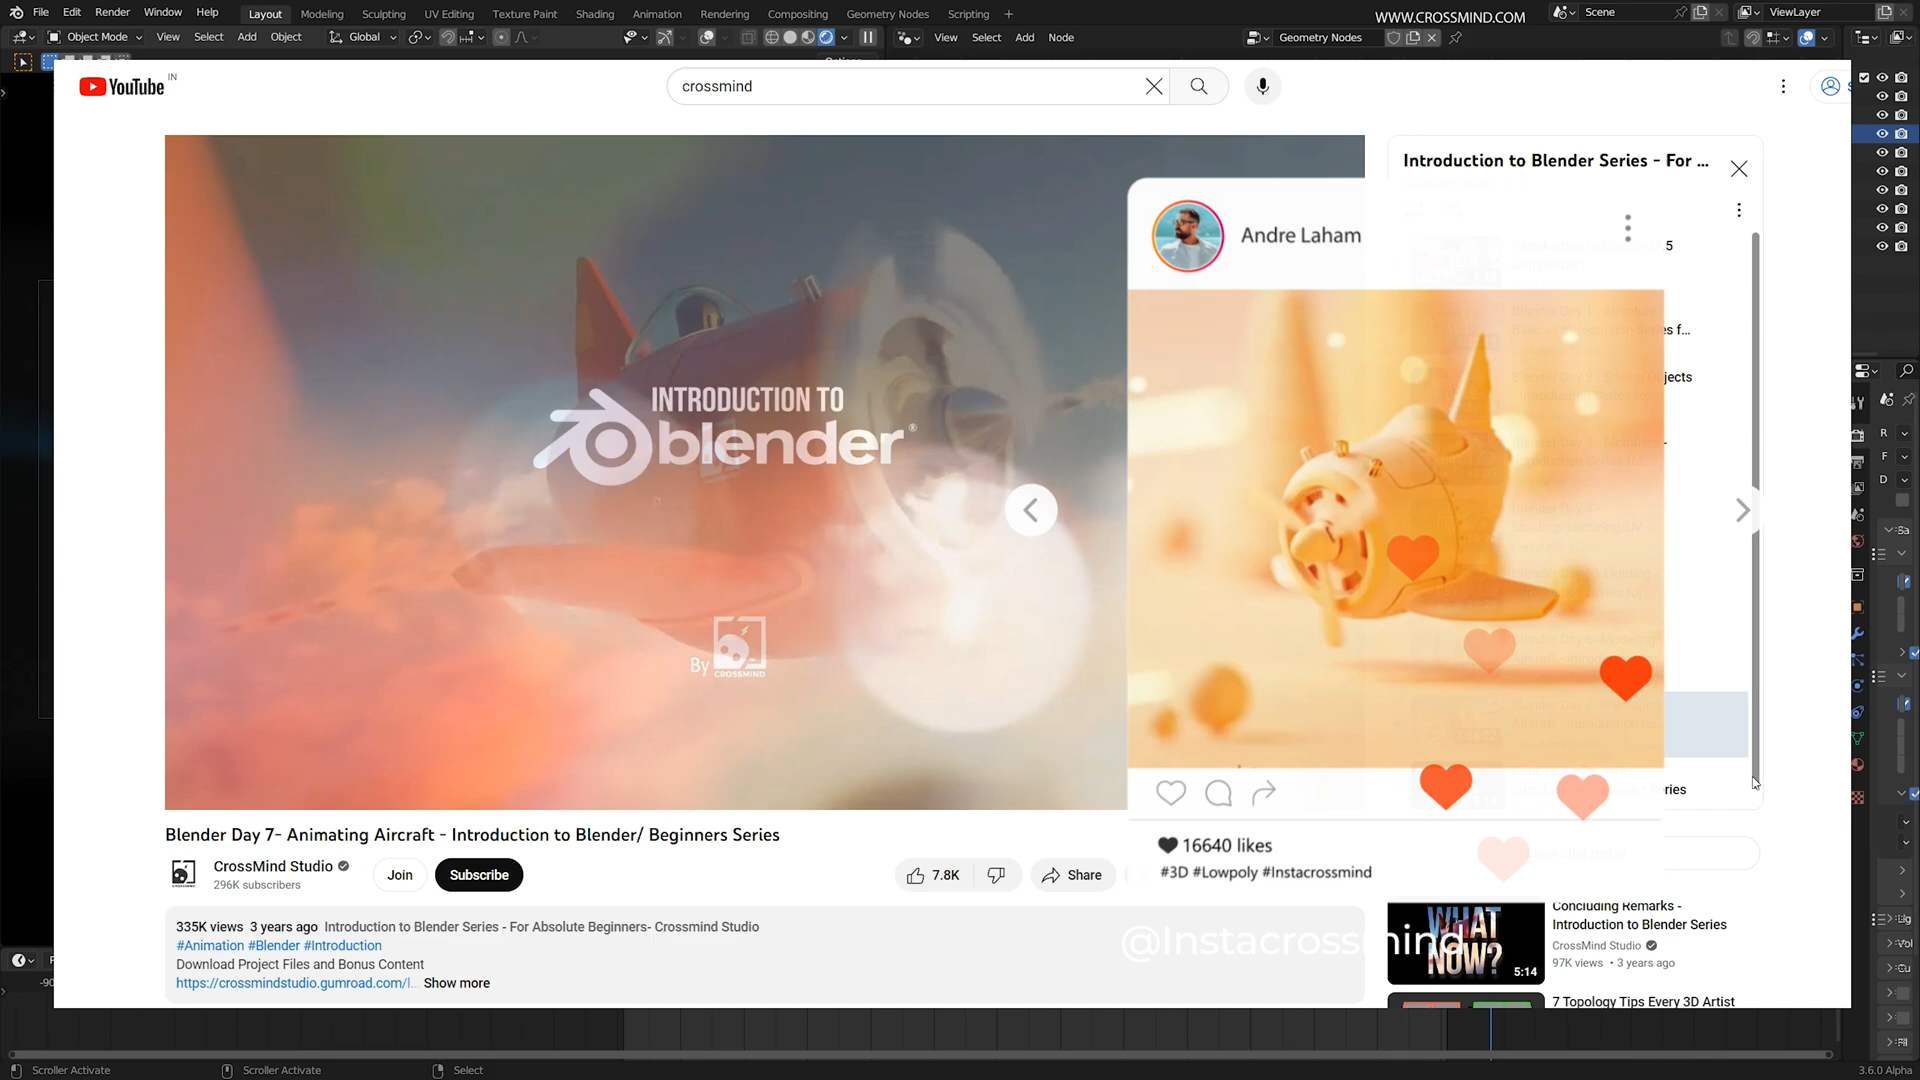 File Edit Render Window Help Layout Modeling Sculpting UV Editing Texture Paint Shading Animation Rendering Compositing Geometry Nodes Scripting + WWW.CROSSMIND.COM Scene ViewLayer
Object Mode View Select Add Object Global View Select Add Node Geometry Nodes
YouTube IN
crossmind
Introduction to Blender Series - For ...
Andre Laham
INTRODUCTION TO
blender
By CROSSMIND
16640 likes
#3D #Lowpoly #Instacrossmind
@Instacrossmind
Blender Day 7- Animating Aircraft - Introduction to Blender/ Beginners Series
CrossMind Studio
296K subscribers
Join
Subscribe
7.8K
Share
335K views 3 years ago Introduction to Blender Series - For Absolute Beginners- Crossmind Studio
#Animation #Blender #Introduction
Download Project Files and Bonus Content
https://crossmindstudio.gumroad.com/l... Show more
WHAT
NOW?
5:14
Concluding Remarks -
Introduction to Blender Series
CrossMind Studio
97K views • 3 years ago
7 Topology Tips Every 3D Artist
Scroller Activate Scroller Activate Select 3.6.0 Alpha